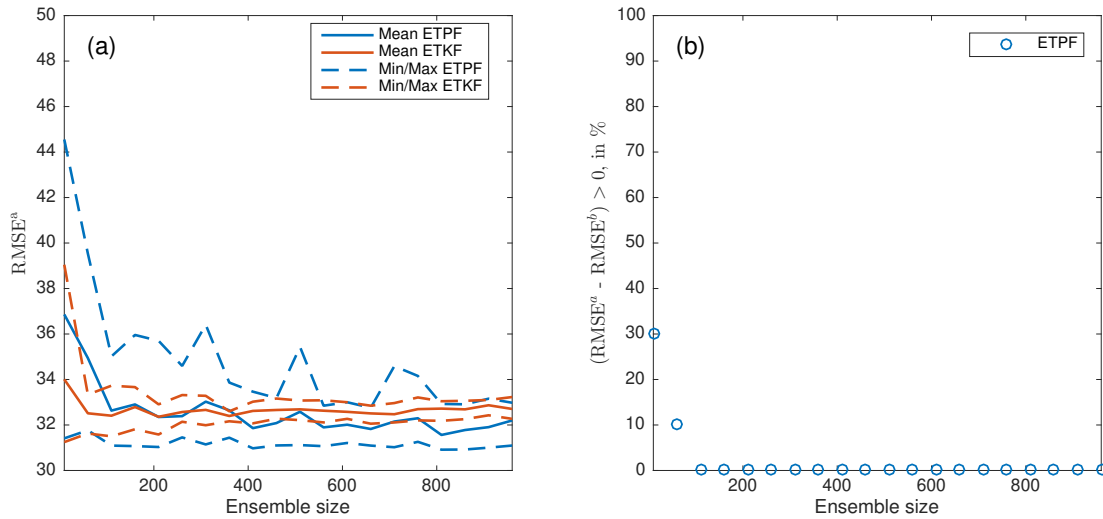 50
48
46
44
42
40
38
36
34
32
30
RMSE^a
(a)
Mean ETPF
Mean ETKF
Min/Max ETPF
Min/Max ETKF
200
400
600
800
Ensemble size
100
90
80
70
60
50
40
30
20
10
0
(RMSE^a - RMSE^b) > 0, in %
(b)
ETPF
200
400
600
800
Ensemble size